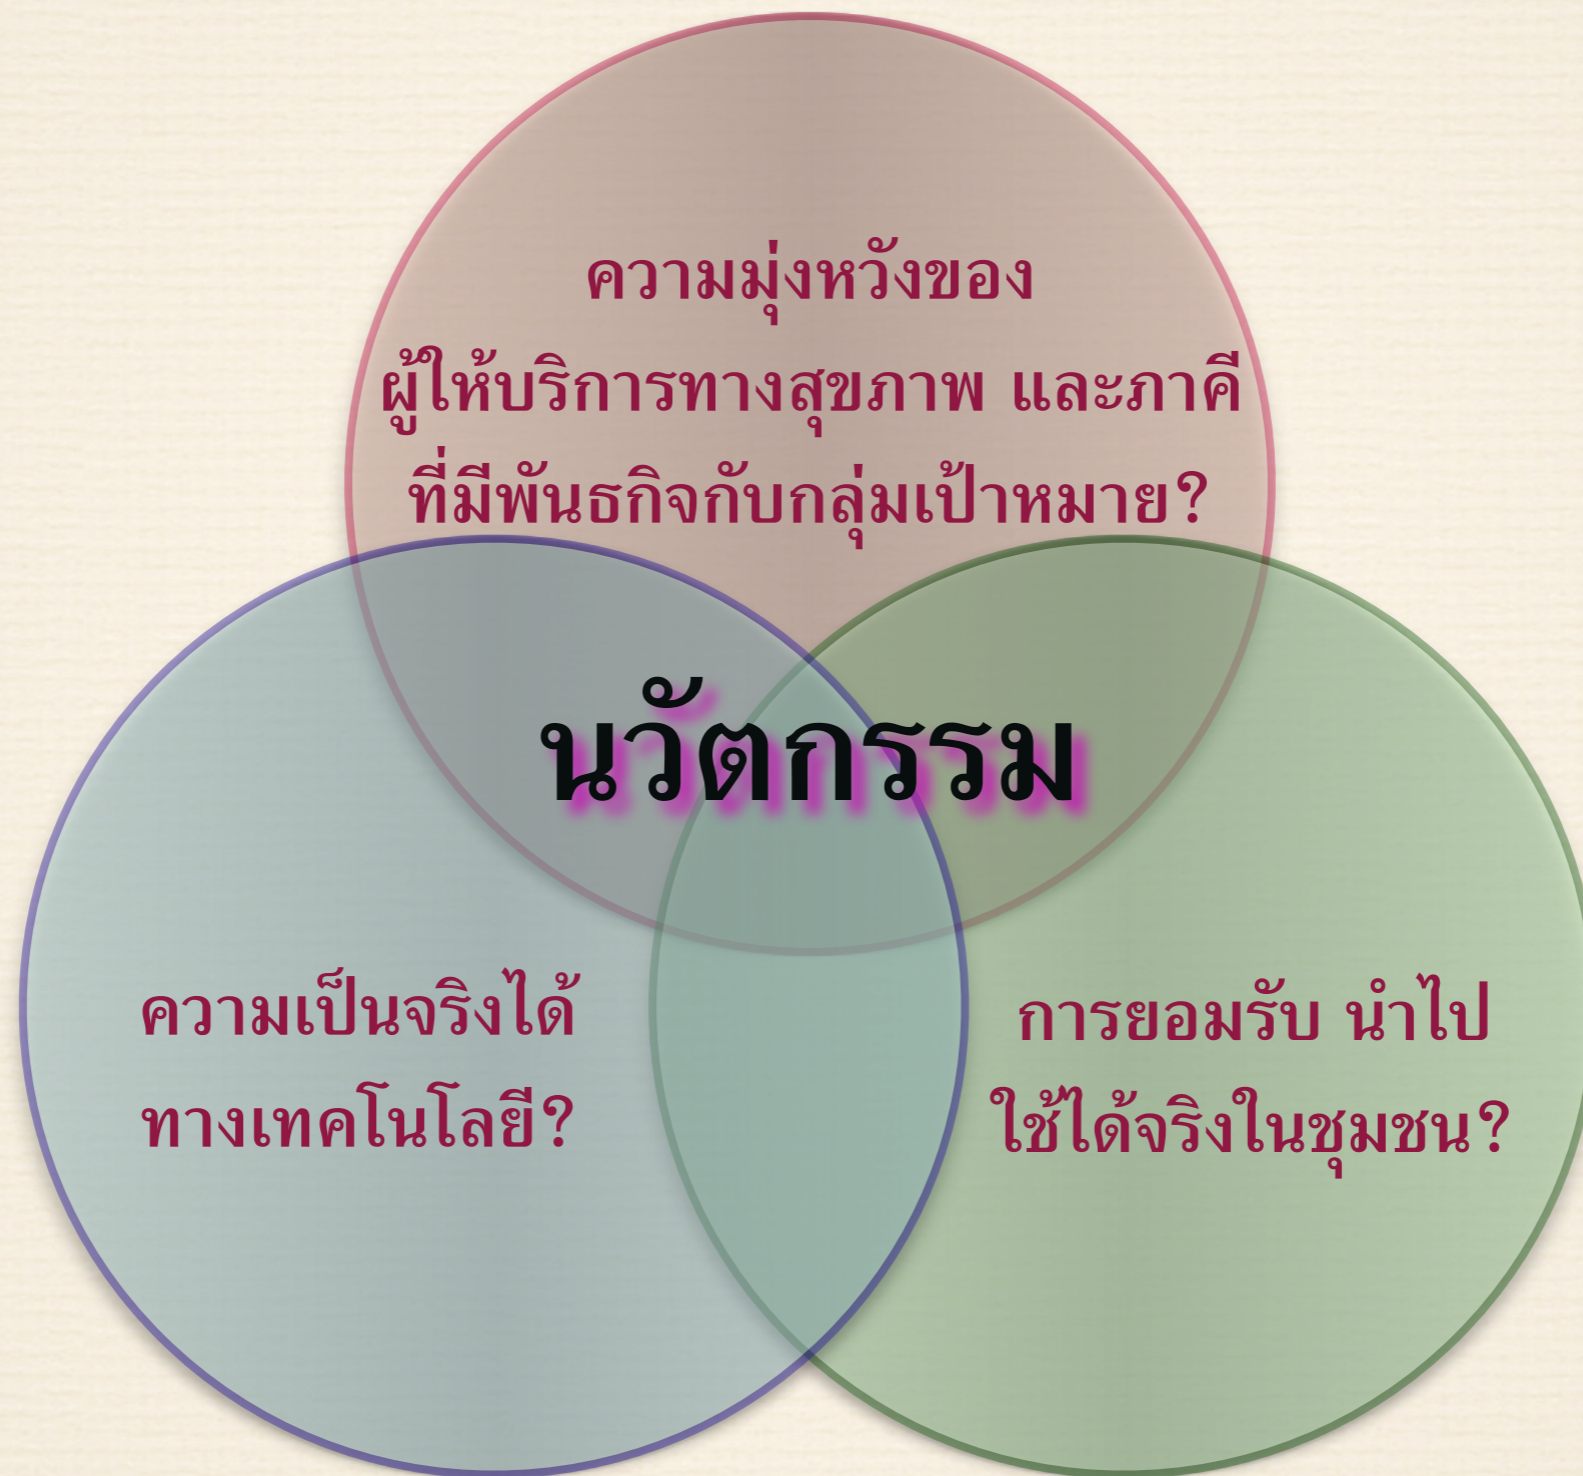 ความมุ่งหวังของ
ผู้ให้บริการทางสุขภาพ และภาคี
ที่มีพันธกิจกับกลุ่มเป้าหมาย?
นวัตกรรม
ความเป็นจริงได้
ทางเทคโนโลยี?
การยอมรับ นำไป
ใช้ได้จริงในชุมชน?